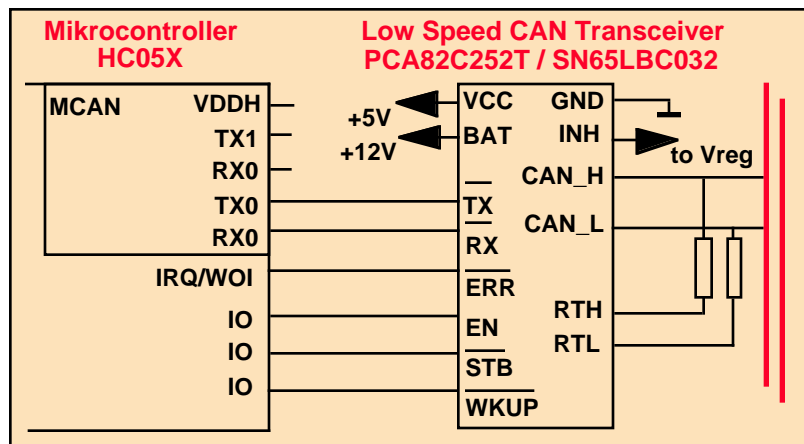 Mikrocontroller
HC05X
Low Speed CAN Transceiver
PCA82C252T / SN65LBC032
MCAN
VDDH
TX1
RX0
TX0
RX0
IRQ/WOI
IO
IO
IO
+5V
+12V
VCC
BAT
TX
RX
ERR
EN
STB
WKUP
GND
INH
CAN_H
CAN_L
RTH
RTL
to Vreg